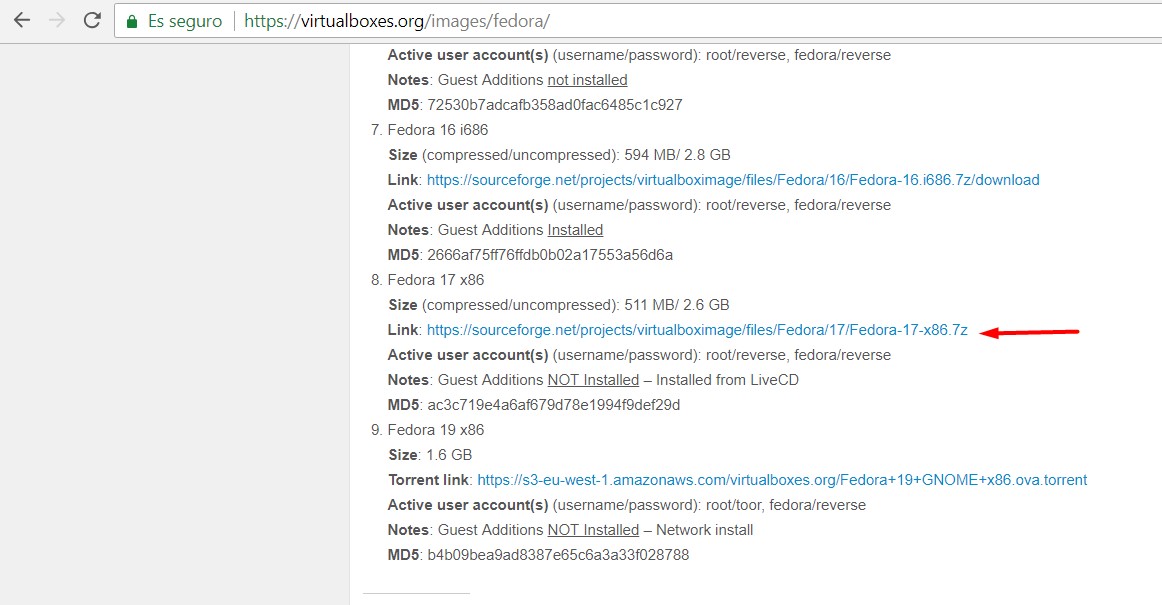 Es seguro https://virtualboxes.org/images/fedora/
Active user account(s) (username/password): root/reverse, fedora/reverse
Notes: Guest Additions not installed
MD5: 72530b7adcafb358ad0fac6485c1c927
7. Fedora 16 i686
Size (compressed/uncompressed): 594 MB/ 2.8 GB
Link: https://sourceforge.net/projects/virtualboximage/files/Fedora/16/Fedora-16.i686.7z/download
Active user account(s) (username/password): root/reverse, fedora/reverse
Notes: Guest Additions Installed
MD5: 2666af75ff76ffdb0b02a17553a56d6a
8. Fedora 17 x86
Size (compressed/uncompressed): 511 MB/ 2.6 GB
Link: https://sourceforge.net/projects/virtualboximage/files/Fedora/17/Fedora-17-x86.7z
Active user account(s) (username/password): root/reverse, fedora/reverse
Notes: Guest Additions NOT Installed – Installed from LiveCD
MD5: ac3c719e4a6af679d78e1994f9def29d
9. Fedora 19 x86
Size: 1.6 GB
Torrent link: https://s3-eu-west-1.amazonaws.com/virtualboxes.org/Fedora+19+GNOME+x86.ova.torrent
Active user account(s) (username/password): root/toor, fedora/reverse
Notes: Guest Additions NOT Installed – Network install
MD5: b4b09bea9ad8387e65c6a3a33f028788